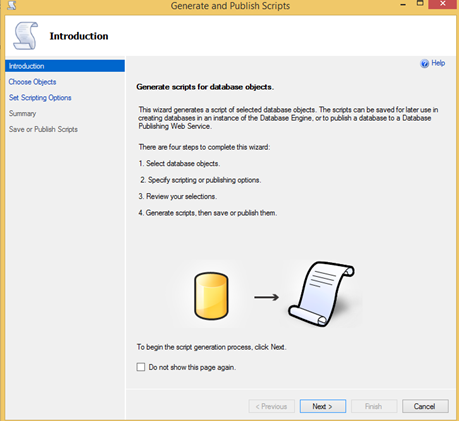 Generate and Publish Scripts
Introduction
Help
Introduction
Choose Objects
Set Scripting Options
Summary
Save or Publish Scripts
Generate scripts for database objects.
This wizard generates a script of selected database objects. The scripts can be saved for later use in
creating databases in an instance of the Database Engine, or to publish a database to a Database
Publishing Web Service.
There are four steps to complete this wizard:
1. Select database objects.
2. Specify scripting or publishing options.
3. Review your selections.
4. Generate scripts, then save or publish them.
To begin the script generation process, click Next.
Do not show this page again.
< Previous
Next >
Finish
Cancel